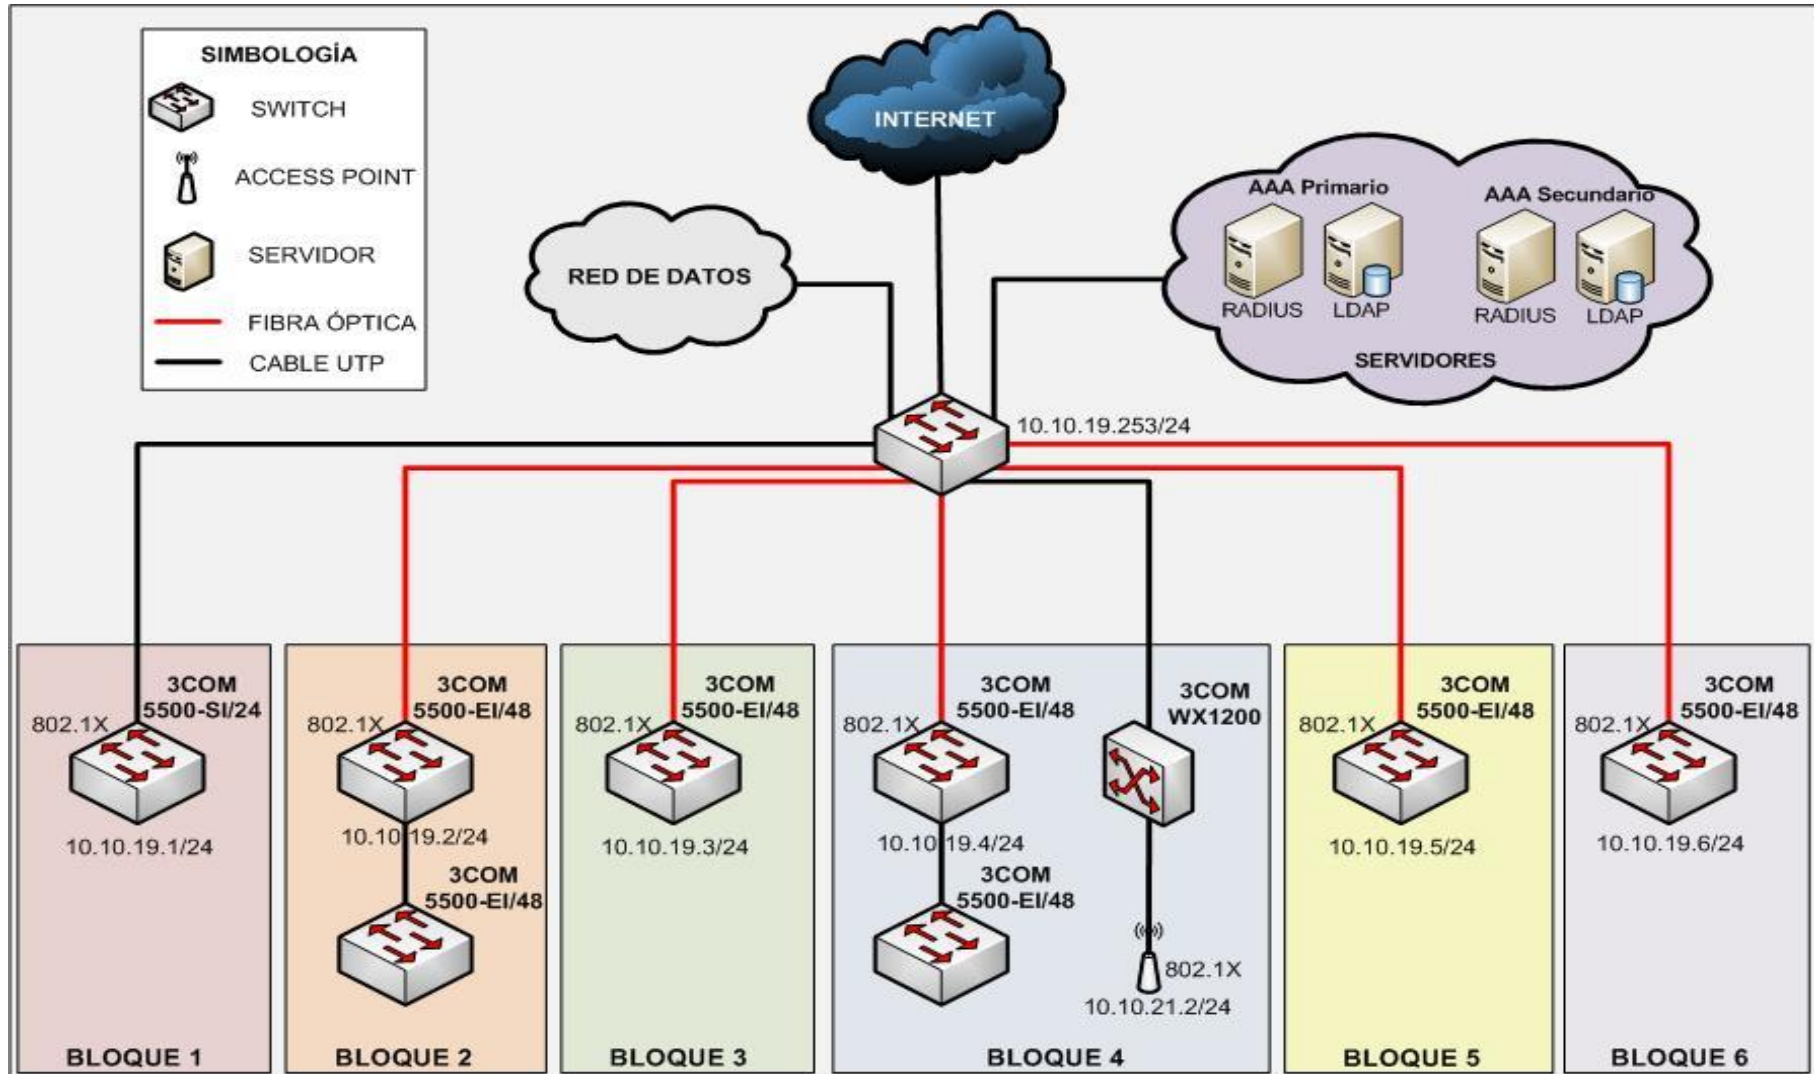 SIMBOLOGÍA
SWITCH
ACCESS POINT
SERVIDOR
FIBRA ÓPTICA
CABLE UTP
INTERNET
RED DE DATOS
AAA Primario
AAA Secundario
RADIUS
LDAP
RADIUS
LDAP
SERVIDORES
10.10.19.253/24
3COM
5500-SI/24
802.1X
10.10.19.1/24
BLOQUE 1
3COM
5500-EI/48
802.1X
10.10.19.2/24
3COM
5500-EI/48
BLOQUE 2
3COM
5500-EI/48
802.1X
10.10.19.3/24
BLOQUE 3
3COM
5500-EI/48
802.1X
10.10.19.4/24
3COM
5500-EI/48
3COM
WX1200
802.1X
10.10.21.2/24
BLOQUE 4
3COM
5500-EI/48
802.1X
10.10.19.5/24
BLOQUE 5
3COM
5500-EI/48
802.1X
10.10.19.6/24
BLOQUE 6